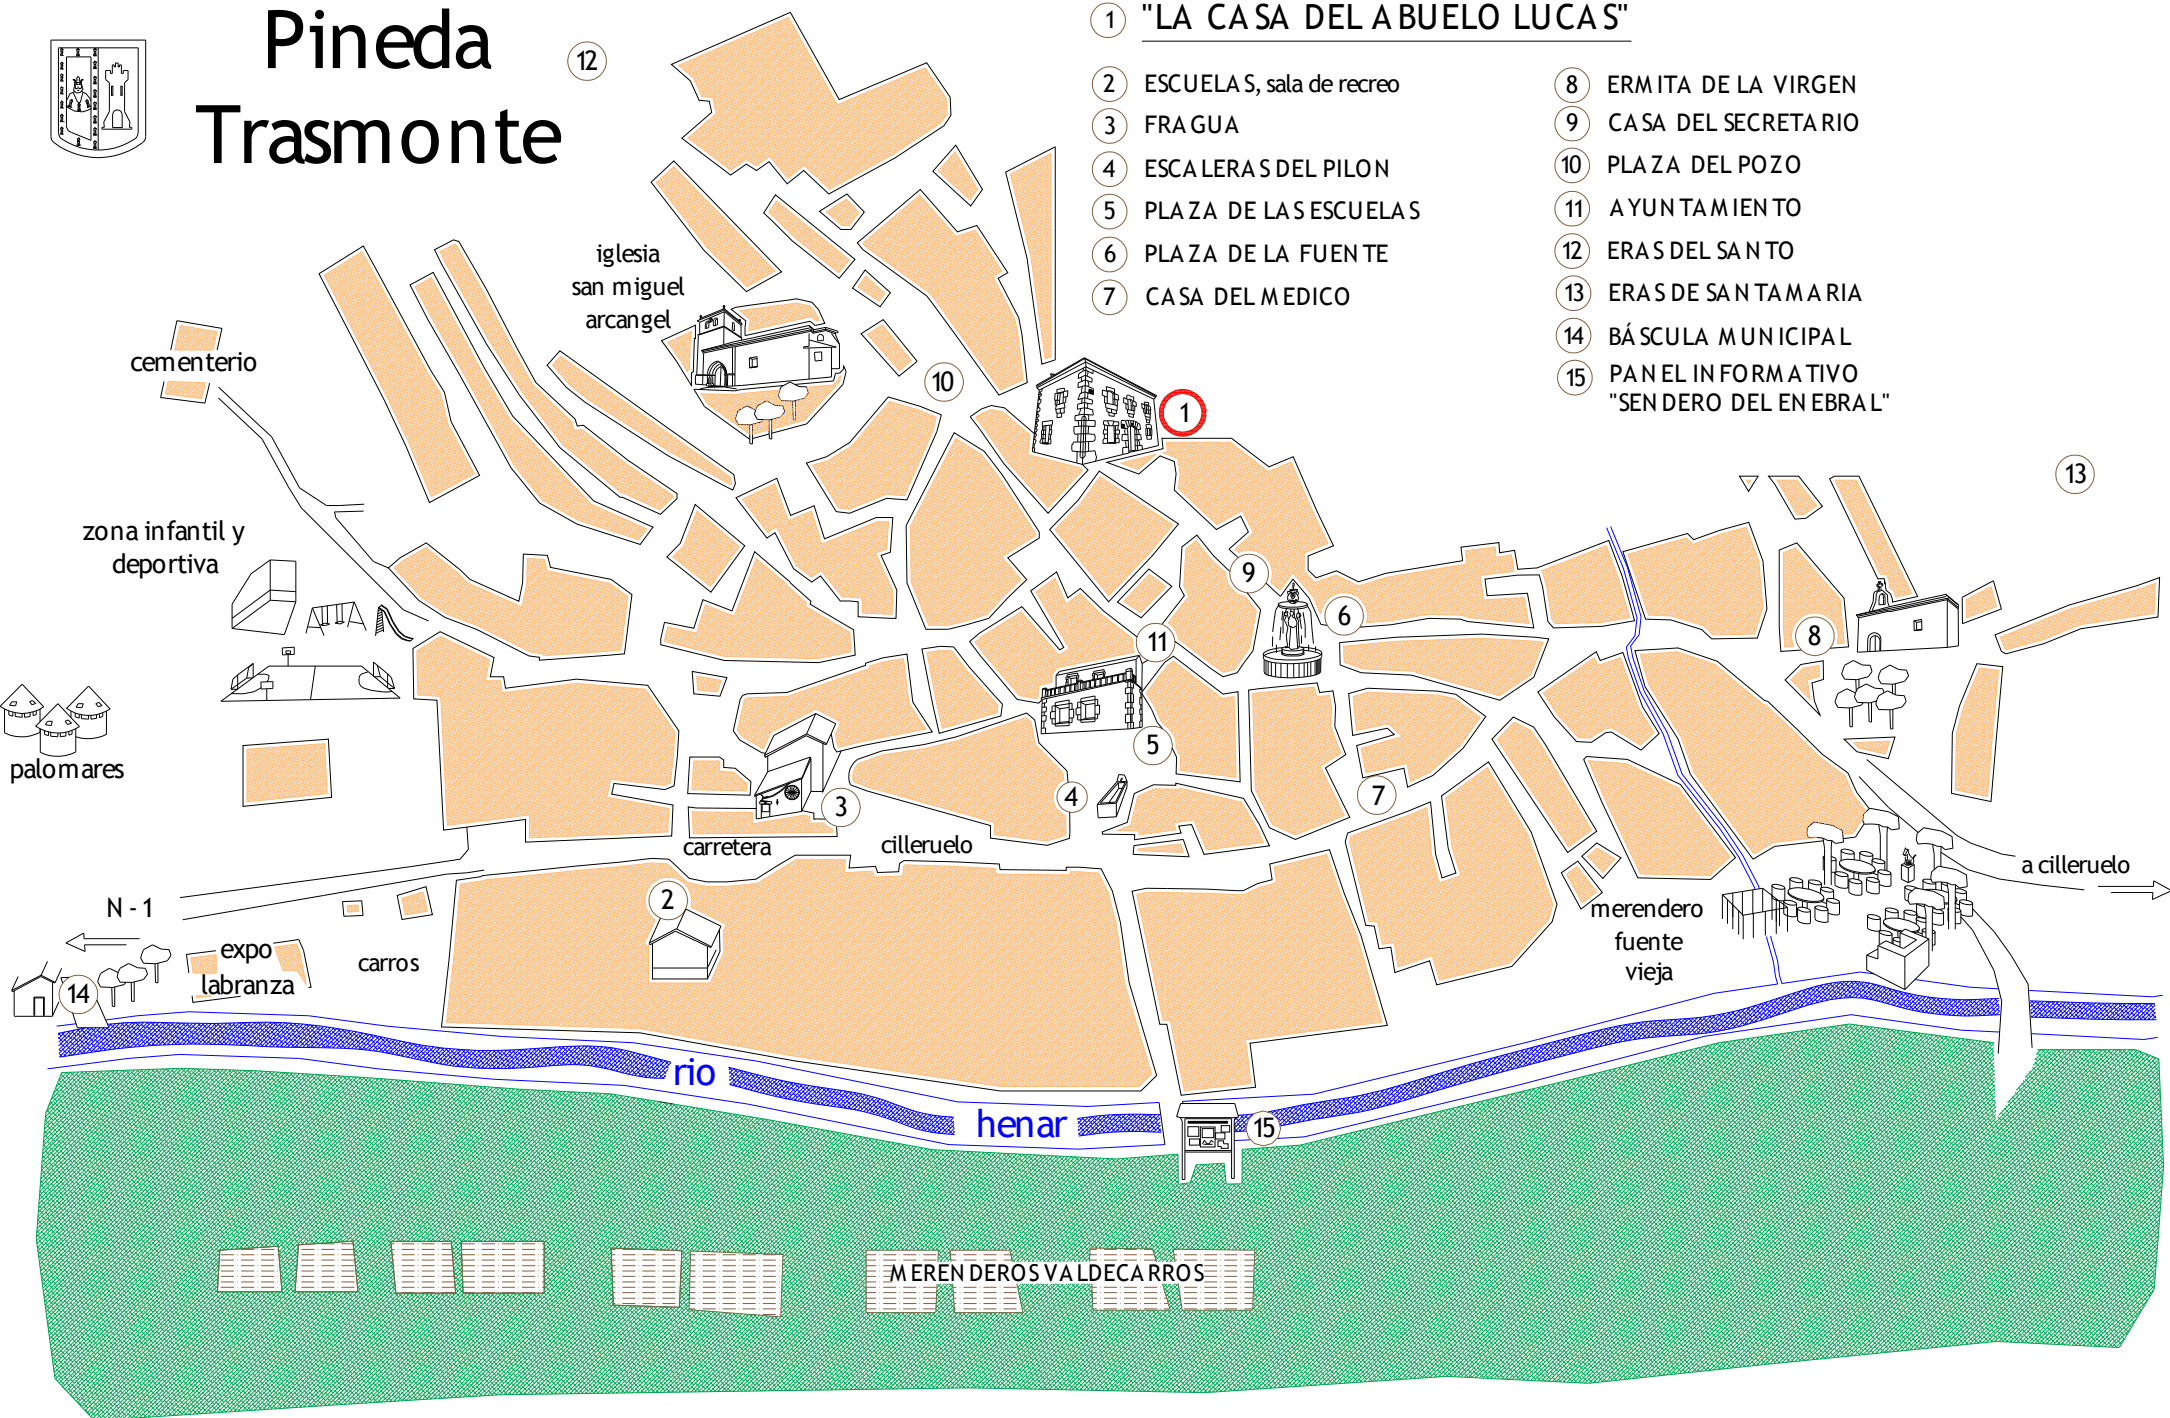 Pineda
Trasmonte
1 "LA CASA DEL ABUELO LUCAS"
2 ESCUELAS, sala de recreo
3 FRAGUA
4 ESCALERAS DEL PILON
5 PLAZA DE LAS ESCUELAS
6 PLAZA DE LA FUENTE
7 CASA DEL MEDICO
8 ERMITA DE LA VIRGEN
9 CASA DEL SECRETARIO
10 PLAZA DEL POZO
11 AYUNTAMIENTO
12 ERAS DEL SANTO
13 ERAS DE SANTAMARIA
14 BÁSCULA MUNICIPAL
15 PANEL INFORMATIVO
"SENDERO DEL ENEBRAL"
12
iglesia
san miguel
arcangel
cementerio
10
1
13
zona infantil y
deportiva
9
6
11
8
palomares
5
4
7
3
carretera
cilleruelo
a cilleruelo
2
N - 1
merendero
fuente
vieja
expo
labranza
carros
14
rio
henar
15
MERENDEROS VALDECARROS